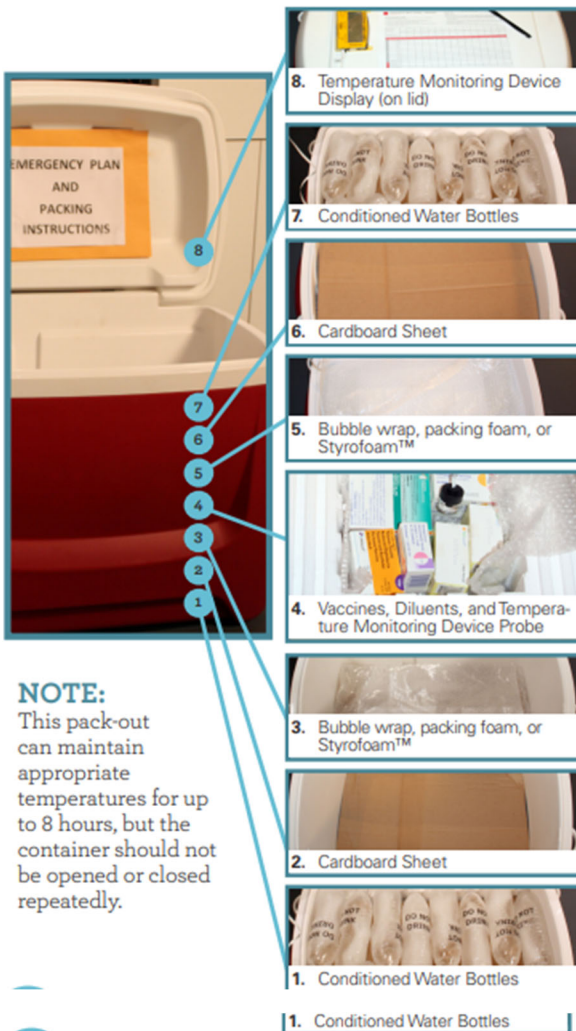 8. Temperature Monitoring Device
Display (on lid)
EMERGENCY PLAN
AND
PACKING
INSTRUCTIONS
8
7. Conditioned Water Bottles
6. Cardboard Sheet
7
6
5
4
3
2
1
5. Bubble wrap, packing foam, or
Styrofoam™
4. Vaccines, Diluents, and Tempera-
ture Monitoring Device Probe
NOTE:
This pack-out
can maintain
appropriate
temperatures for up
to 8 hours, but the
container should not
be opened or closed
repeatedly.
3. Bubble wrap, packing foam, or
Styrofoam™
2. Cardboard Sheet
1. Conditioned Water Bottles
1. Conditioned Water Bottles